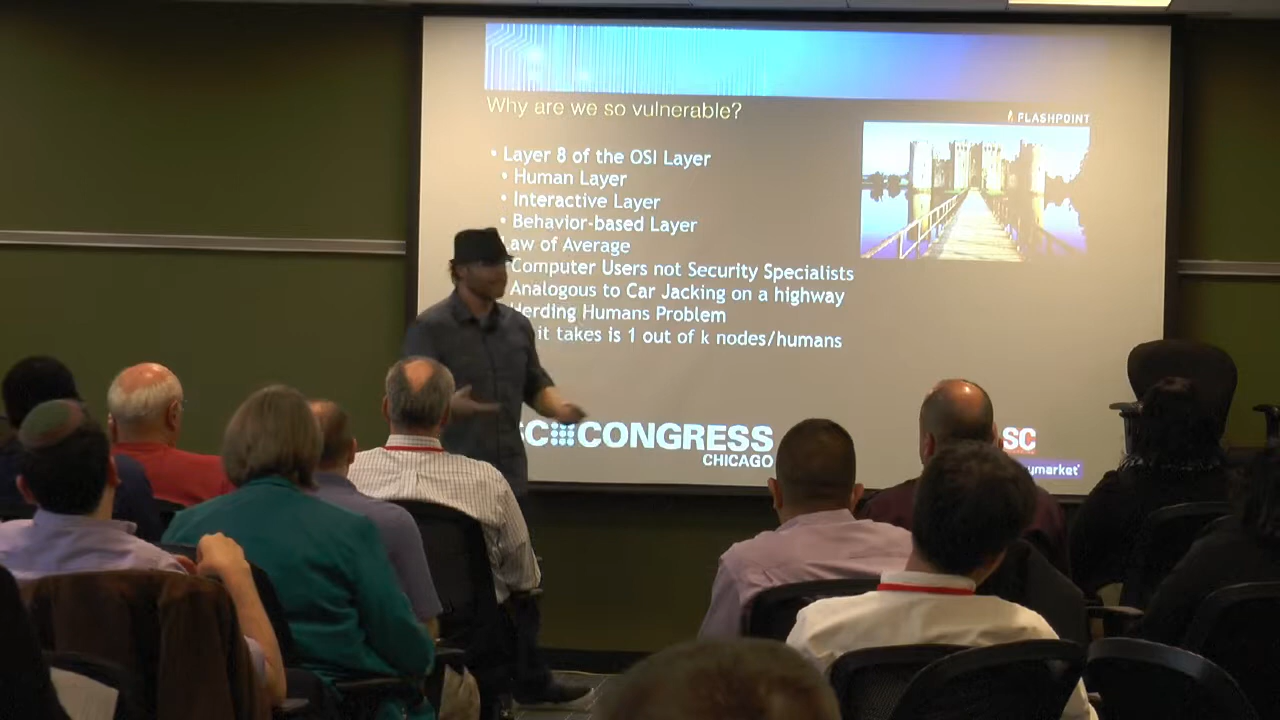 Why are we so vulnerable?
FLASHPOINT
• Layer 8 of the OSI Layer
• Human Layer
• Interactive Layer
• Behavior-based Layer
Law of Average
Computer Users not Security Specialists
Analogous to Car Jacking on a highway
Herding Humans Problem
it takes is 1 out of k nodes/humans
SC CONGRESS
CHICAGO
SC